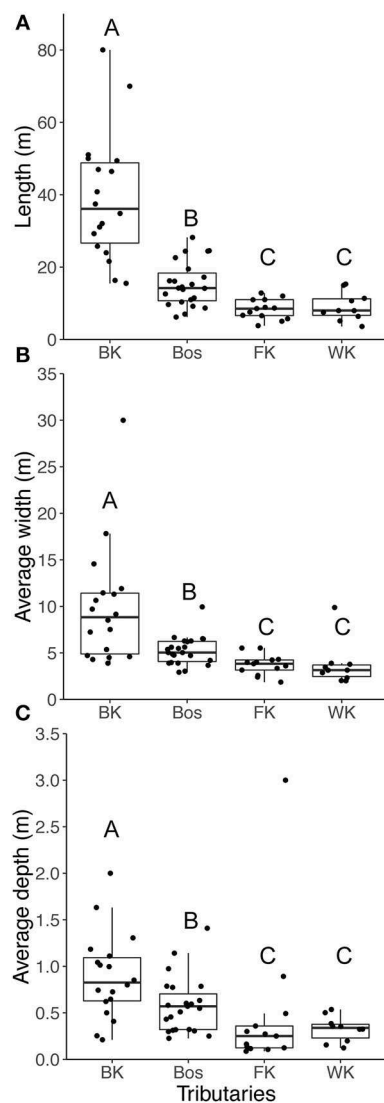 A
A
B
C
C
80
60
40
20
0
Length (m)
BK
Bos
FK
WK
B
A
B
C
C
35
30
25
20
15
10
5
0
Average width (m)
BK
Bos
FK
WK
C
A
B
C
C
3.5
3.0
2.5
2.0
1.5
1.0
0.5
0.0
Average depth (m)
BK
Bos
FK
WK
Tributaries